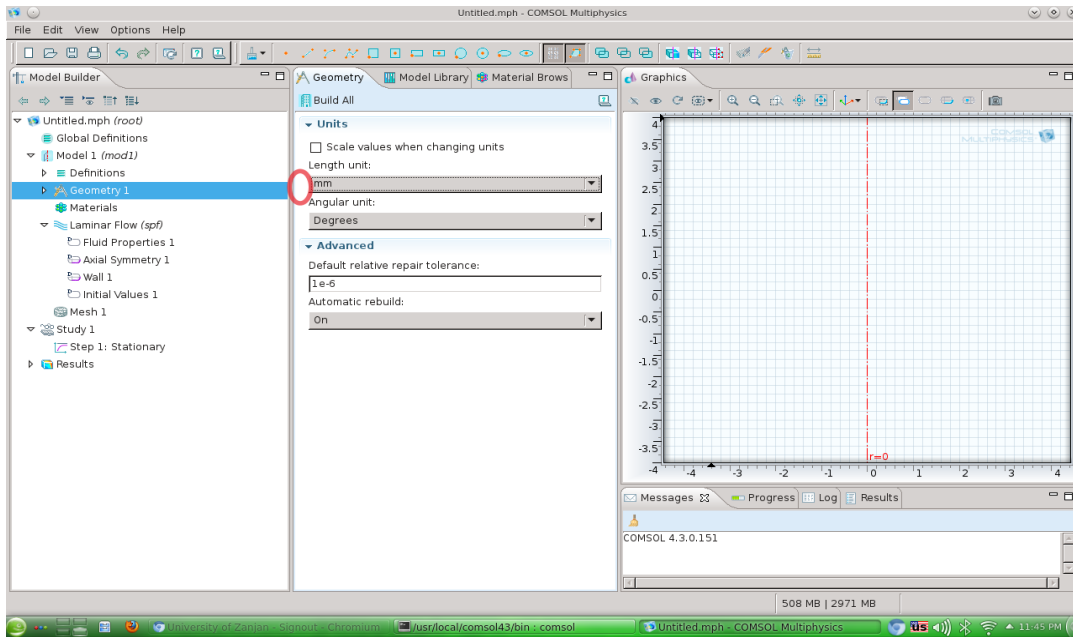 Untitled.mph - COMSOL Multiphysics
File Edit View Options Help
Model Builder
Geometry Model Library Material Brows
Graphics
Build All
Untitled.mph (root)
Global Definitions
Model 1 (mod1)
Definitions
Geometry 1
Materials
Laminar Flow (spf)
Fluid Properties 1
Axial Symmetry 1
Wall 1
Initial Values 1
Mesh 1
Study 1
Step 1: Stationary
Results
Units
Scale values when changing units
Length unit:
mm
Angular unit:
Degrees
Advanced
Default relative repair tolerance:
1e-6
Automatic rebuild:
On
COMSOL
MULTIPHYSICS
4
3.5
3
2.5
2
1.5
1
0.5
0
-0.5
-1
-1.5
-2
-2.5
-3
-3.5
-4
r=0
-4 -3 -2 -1 0 1 2 3 4
Messages Progress Log Results
COMSOL 4.3.0.151
508 MB | 2971 MB
University of Zanjan - Signout - Chromium
/usr/local/comsol43/bin : comsol
Untitled.mph - COMSOL Multiphysics
us
11:45 PM